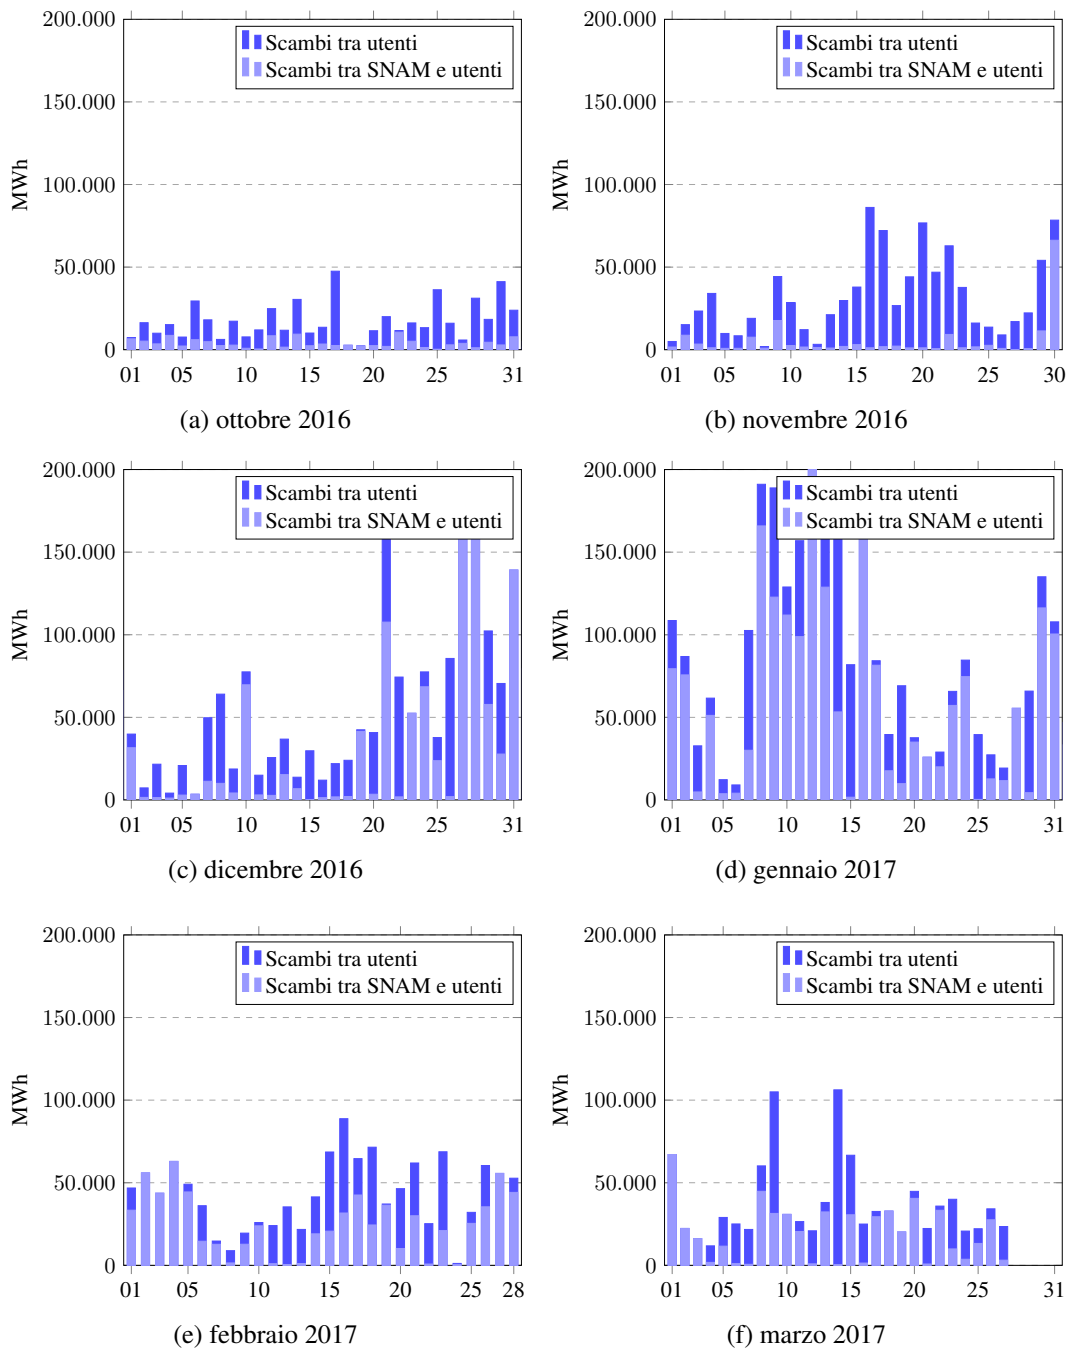 200.000
150.000
100.000
50.000
0
MWh
Scambi tra utenti
Scambi tra SNAM e utenti
01 05 10 15 20 25 31
(a) ottobre 2016
200.000
150.000
100.000
50.000
0
MWh
Scambi tra utenti
Scambi tra SNAM e utenti
01 05 10 15 20 25 30
(b) novembre 2016
200.000
150.000
100.000
50.000
0
MWh
Scambi tra utenti
Scambi tra SNAM e utenti
01 05 10 15 20 25 31
(c) dicembre 2016
200.000
150.000
100.000
50.000
0
MWh
Scambi tra utenti
Scambi tra SNAM e utenti
01 05 10 15 20 25 31
(d) gennaio 2017
200.000
150.000
100.000
50.000
0
MWh
Scambi tra utenti
Scambi tra SNAM e utenti
01 05 10 15 20 25 28
(e) febbraio 2017
200.000
150.000
100.000
50.000
0
MWh
Scambi tra utenti
Scambi tra SNAM e utenti
01 05 10 15 20 25 31
(f) marzo 2017